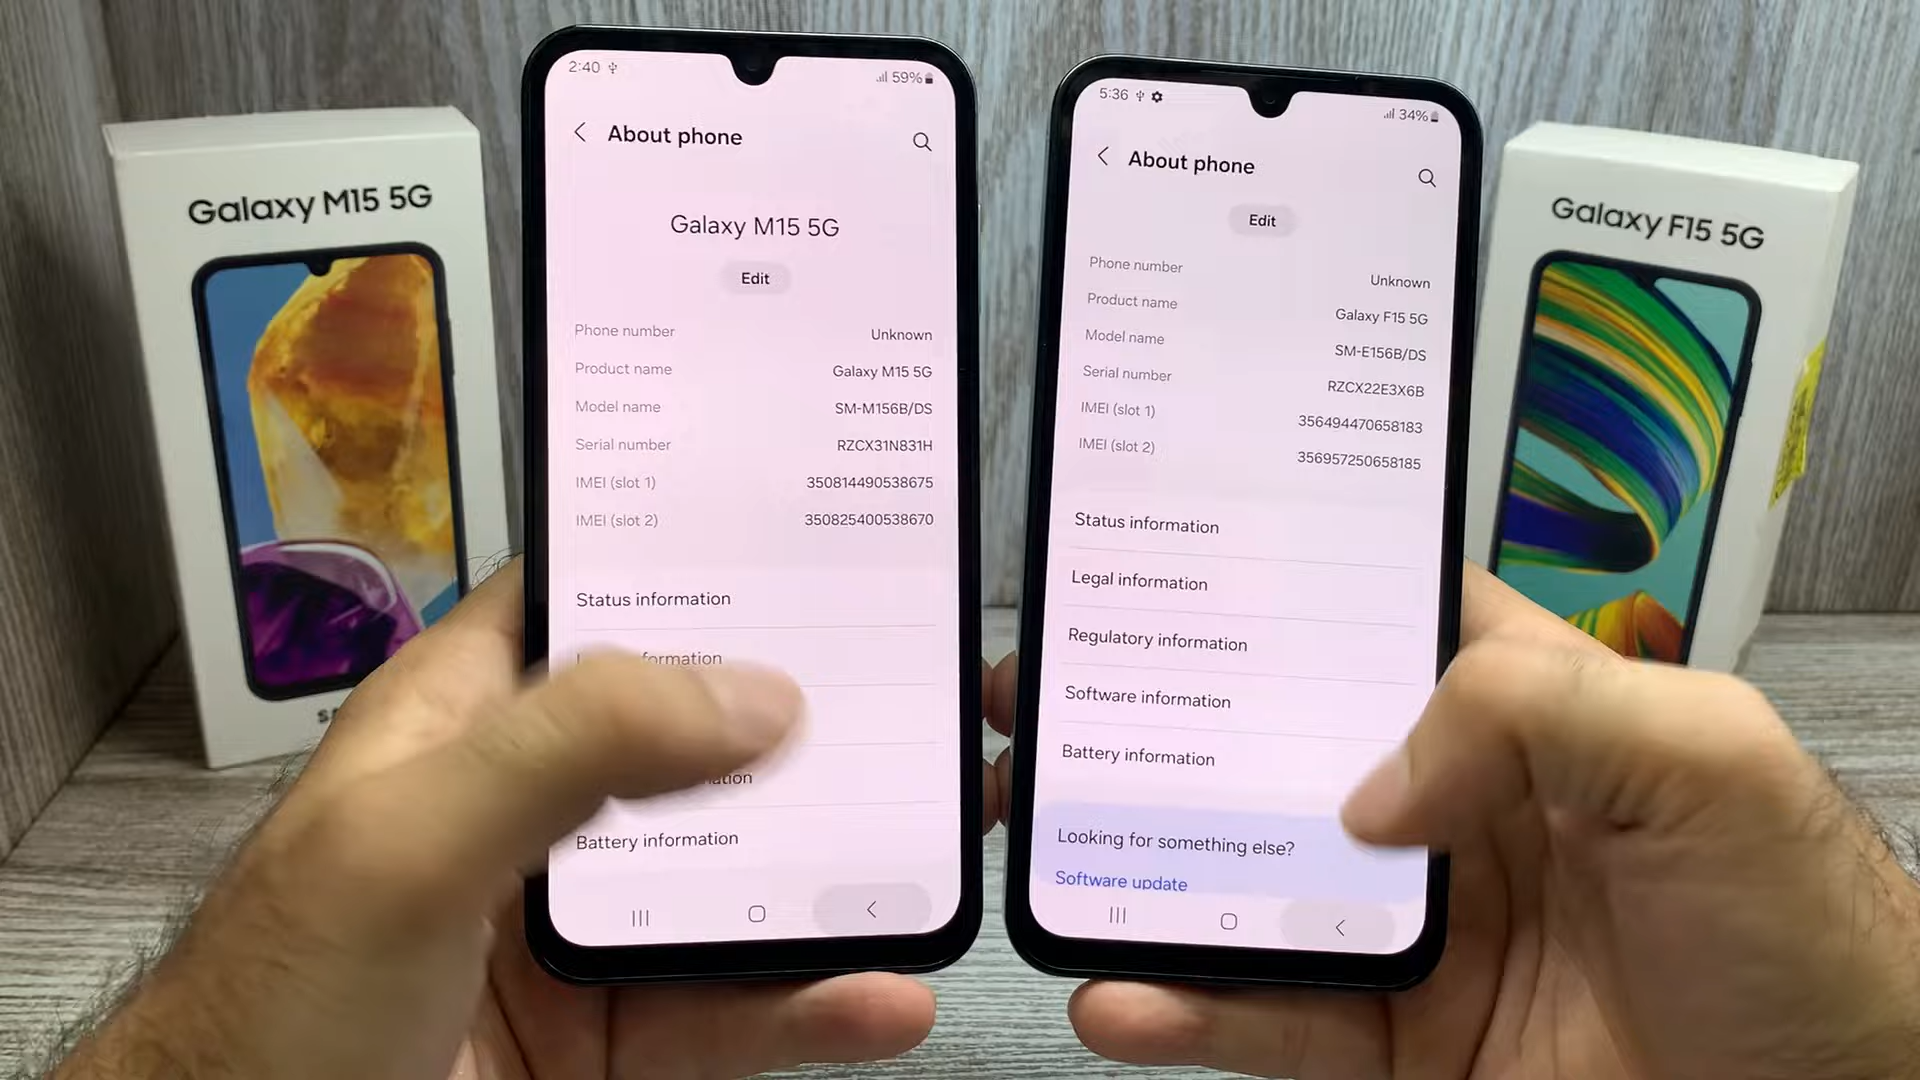 Galaxy M15 5G
2:40
59%
About phone
Galaxy M15 5G
Edit
Phone number Unknown
Product name Galaxy M15 5G
Model name SM-M156B/DS
Serial number RZCX31N831H
IMEI (slot 1) 350814490538675
IMEI (slot 2) 350825400538670
Status information
Battery information
5:36
34%
About phone
Edit
Phone number Unknown
Product name Galaxy F15 5G
Model name SM-E156B/DS
Serial number RZCX22E3X6B
IMEI (slot 1) 356494470658183
IMEI (slot 2) 356957250658185
Status information
Legal information
Regulatory information
Software information
Battery information
Looking for something else?
Software update
Galaxy F15 5G